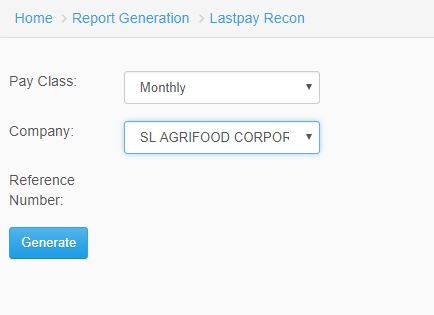 Home > Report Generation > Lastpay Recon
Pay Class: Monthly
Company: SL AGRIFOOD CORPOR
Reference
Number:
Generate